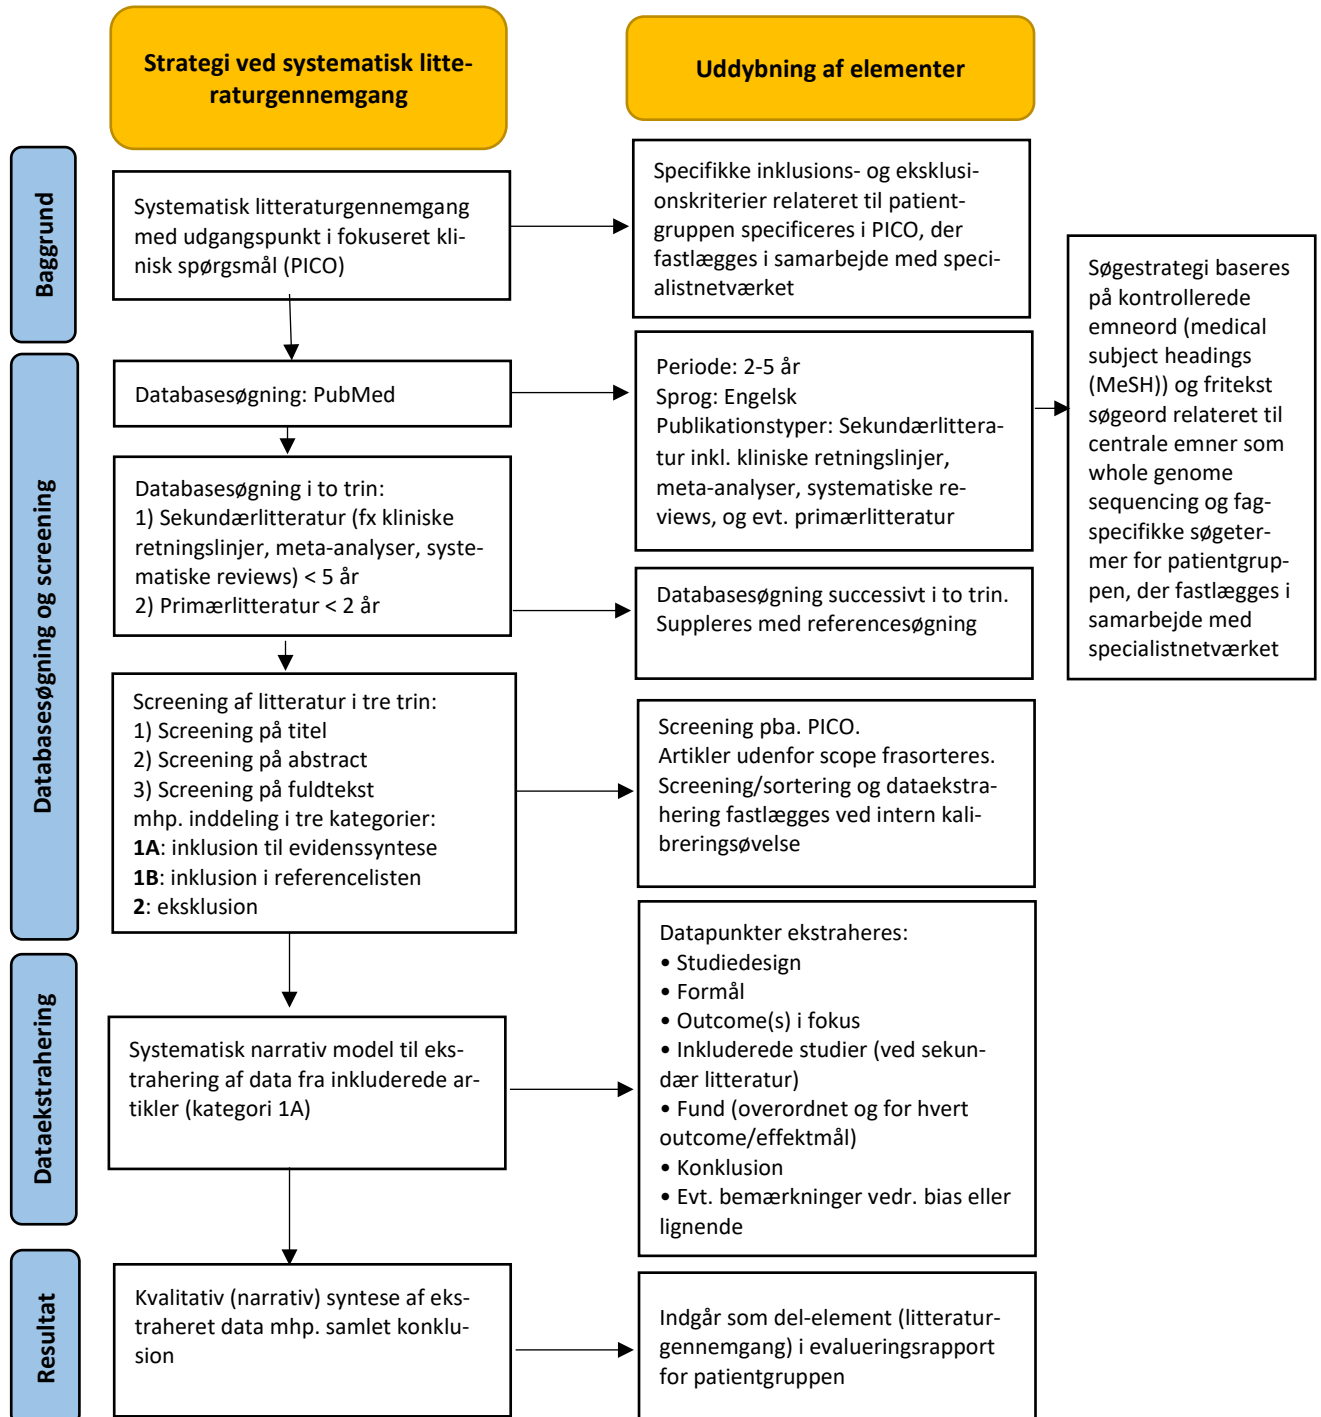 Strategi ved systematisk litte-
raturgennemgang
Uddybning af elementer
Baggrund
Systematisk litteraturgennemgang
med udgangspunkt i fokuseret kli-
nisk spørgsmål (PICO)
Specifikke inklusions- og eksklusi-
onskriterier relateret til patient-
gruppen specificeres i PICO, der
fastlægges i samarbejde med speci-
alistnetværket
Databasesøgning og screening
Databasesøgning: PubMed
Periode: 2-5 år
Sprog: Engelsk
Publikationstyper: Sekundærlittera-
tur inkl. kliniske retningslinjer,
meta-analyser, systematiske re-
views, og evt. primærlitteratur
Søgestrategi baseres
på kontrollerede
emneord (medical
subject headings
(MeSH)) og fritekst
søgeord relateret til
centrale emner som
whole genome
sequencing og fag-
specifikke søgeter-
mer for patientgrup-
pen, der fastlægges i
samarbejde med
specialistnetværket
Databasesøgning i to trin:
1) Sekundærlitteratur (fx kliniske
retningslinjer, meta-analyser, syste-
matiske reviews) < 5 år
2) Primærlitteratur < 2 år
Databasesøgning successivt i to trin.
Suppleres med referencesøgning
Screening af litteratur i tre trin:
1) Screening på titel
2) Screening på abstract
3) Screening på fuldtekst
mhp. inddeling i tre kategorier:
1A: inklusion til evidenssyntese
1B: inklusion i referencelisten
2: eksklusion
Screening pba. PICO.
Artikler udenfor scope frasorteres.
Screening/sortering og dataekstra-
hering fastlægges ved intern kali-
breringsøvelse
Dataekstrahering
Systematisk narrativ model til eks-
trahering af data fra inkluderede ar-
tikler (kategori 1A)
Datapunkter ekstraheres:
• Studiedesign
• Formål
• Outcome(s) i fokus
• Inkluderede studier (ved sekun-
dær litteratur)
• Fund (overordnet og for hvert
outcome/effektmål)
• Konklusion
• Evt. bemærkninger vedr. bias eller
lignende
Resultat
Kvalitativ (narrativ) syntese af eks-
traheret data mhp. samlet konklu-
sion
Indgår som del-element (litteratur-
gennemgang) i evalueringsrapport
for patientgruppen